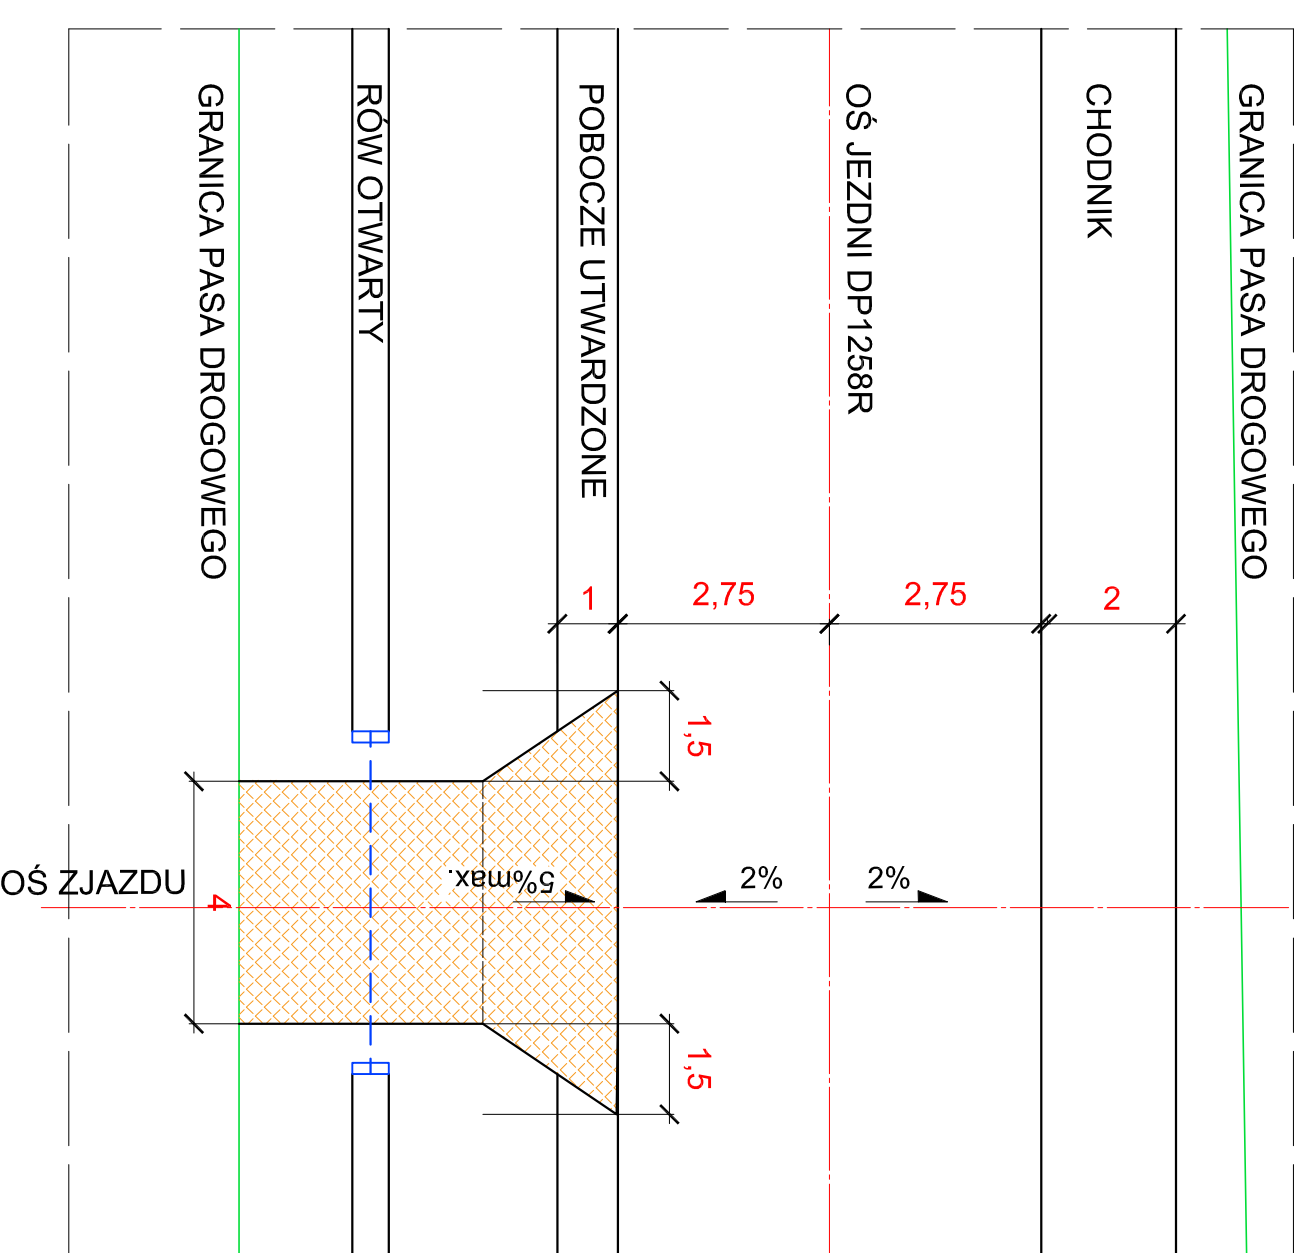 GRANICA PASA DROGOWEGO
RÓW OTWARTY
POBOCZE UTWARDZONE
OŚ JEZDNI DP1258R
CHODNIK
GRANICA PASA DROGOWEGO
1
2,75
2,75
2
1,5
OŚ ZJAZDU
4
5%max.
2%
2%
1,5